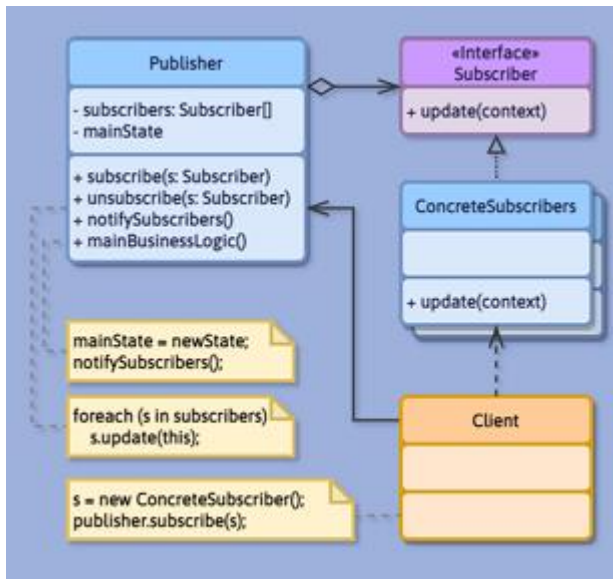 Publisher
- subscribers: Subscriber[]
- mainState
+ subscribe(s: Subscriber)
+ unsubscribe(s: Subscriber)
+ notifySubscribers()
+ mainBusinessLogic()
«Interface»
Subscriber
+ update(context)
ConcreteSubscribers
+ update(context)
mainState = newState;
notifySubscribers();
foreach (s in subscribers)
s.update(this);
Client
s = new ConcreteSubscriber();
publisher.subscribe(s);